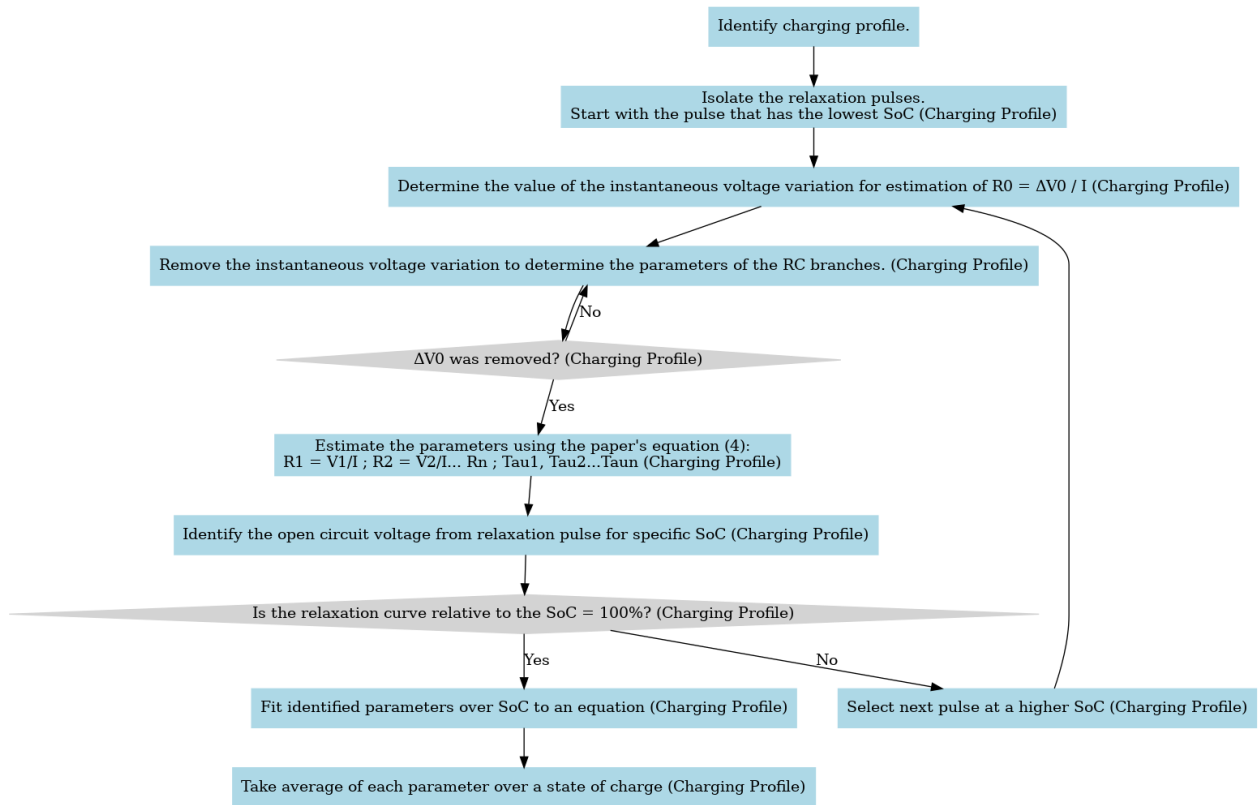 Identify charging profile.
Isolate the relaxation pulses.
Start with the pulse that has the lowest SoC (Charging Profile)
Determine the value of the instantaneous voltage variation for estimation of R0 = ΔV0 / I (Charging Profile)
Remove the instantaneous voltage variation to determine the parameters of the RC branches. (Charging Profile)
No
ΔV0 was removed? (Charging Profile)
Yes
Estimate the parameters using the paper's equation (4):
R1 = V1/I ; R2 = V2/I... Rn ; Tau1, Tau2...Taun (Charging Profile)
Identify the open circuit voltage from relaxation pulse for specific SoC (Charging Profile)
Is the relaxation curve relative to the SoC = 100%? (Charging Profile)
Yes
No
Fit identified parameters over SoC to an equation (Charging Profile)
Select next pulse at a higher SoC (Charging Profile)
Take average of each parameter over a state of charge (Charging Profile)